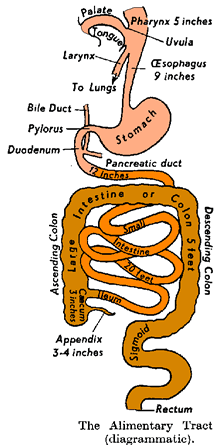 Palate
Pharynx 5 inches
Tongue
Uvula
Larynx
Œsophagus
9 inches
To Lungs
Bile Duct
Stomach
Pylorus
Duodenum
Pancreatic duct
12 inches
Large Intestine or Colon 5 feet
Ascending Colon
Descending Colon
Small
Intestine
20 feet
Ileum
Cæcum
3 inches
Appendix
3-4 inches
Sigmoid
Rectum
The Alimentary Tract
(diagrammatic).